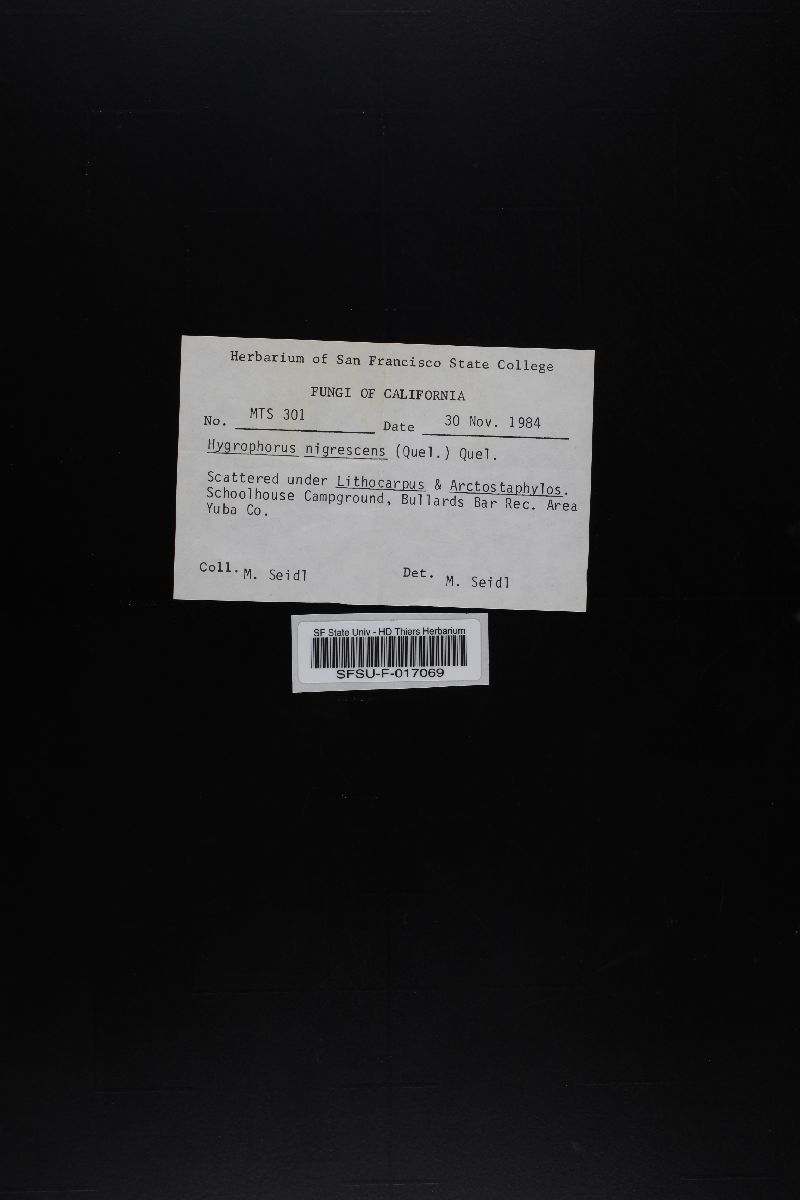 Herbarium of San Francisco State College
FUNGI OF CALIFORNIA
No. MTS 301 Date 30 Nov. 1984
Hygrophorus nigrescens (Quel.) Quel.
Scattered under Lithocarpus & Arctostaphylos.
Schoolhouse Campground, Bullards Bar Rec. Area
Yuba Co.
Coll. M. Seidl Det. M. Seidl
SF State Univ - HD Thiers Herbarium
SFSU-F-017069